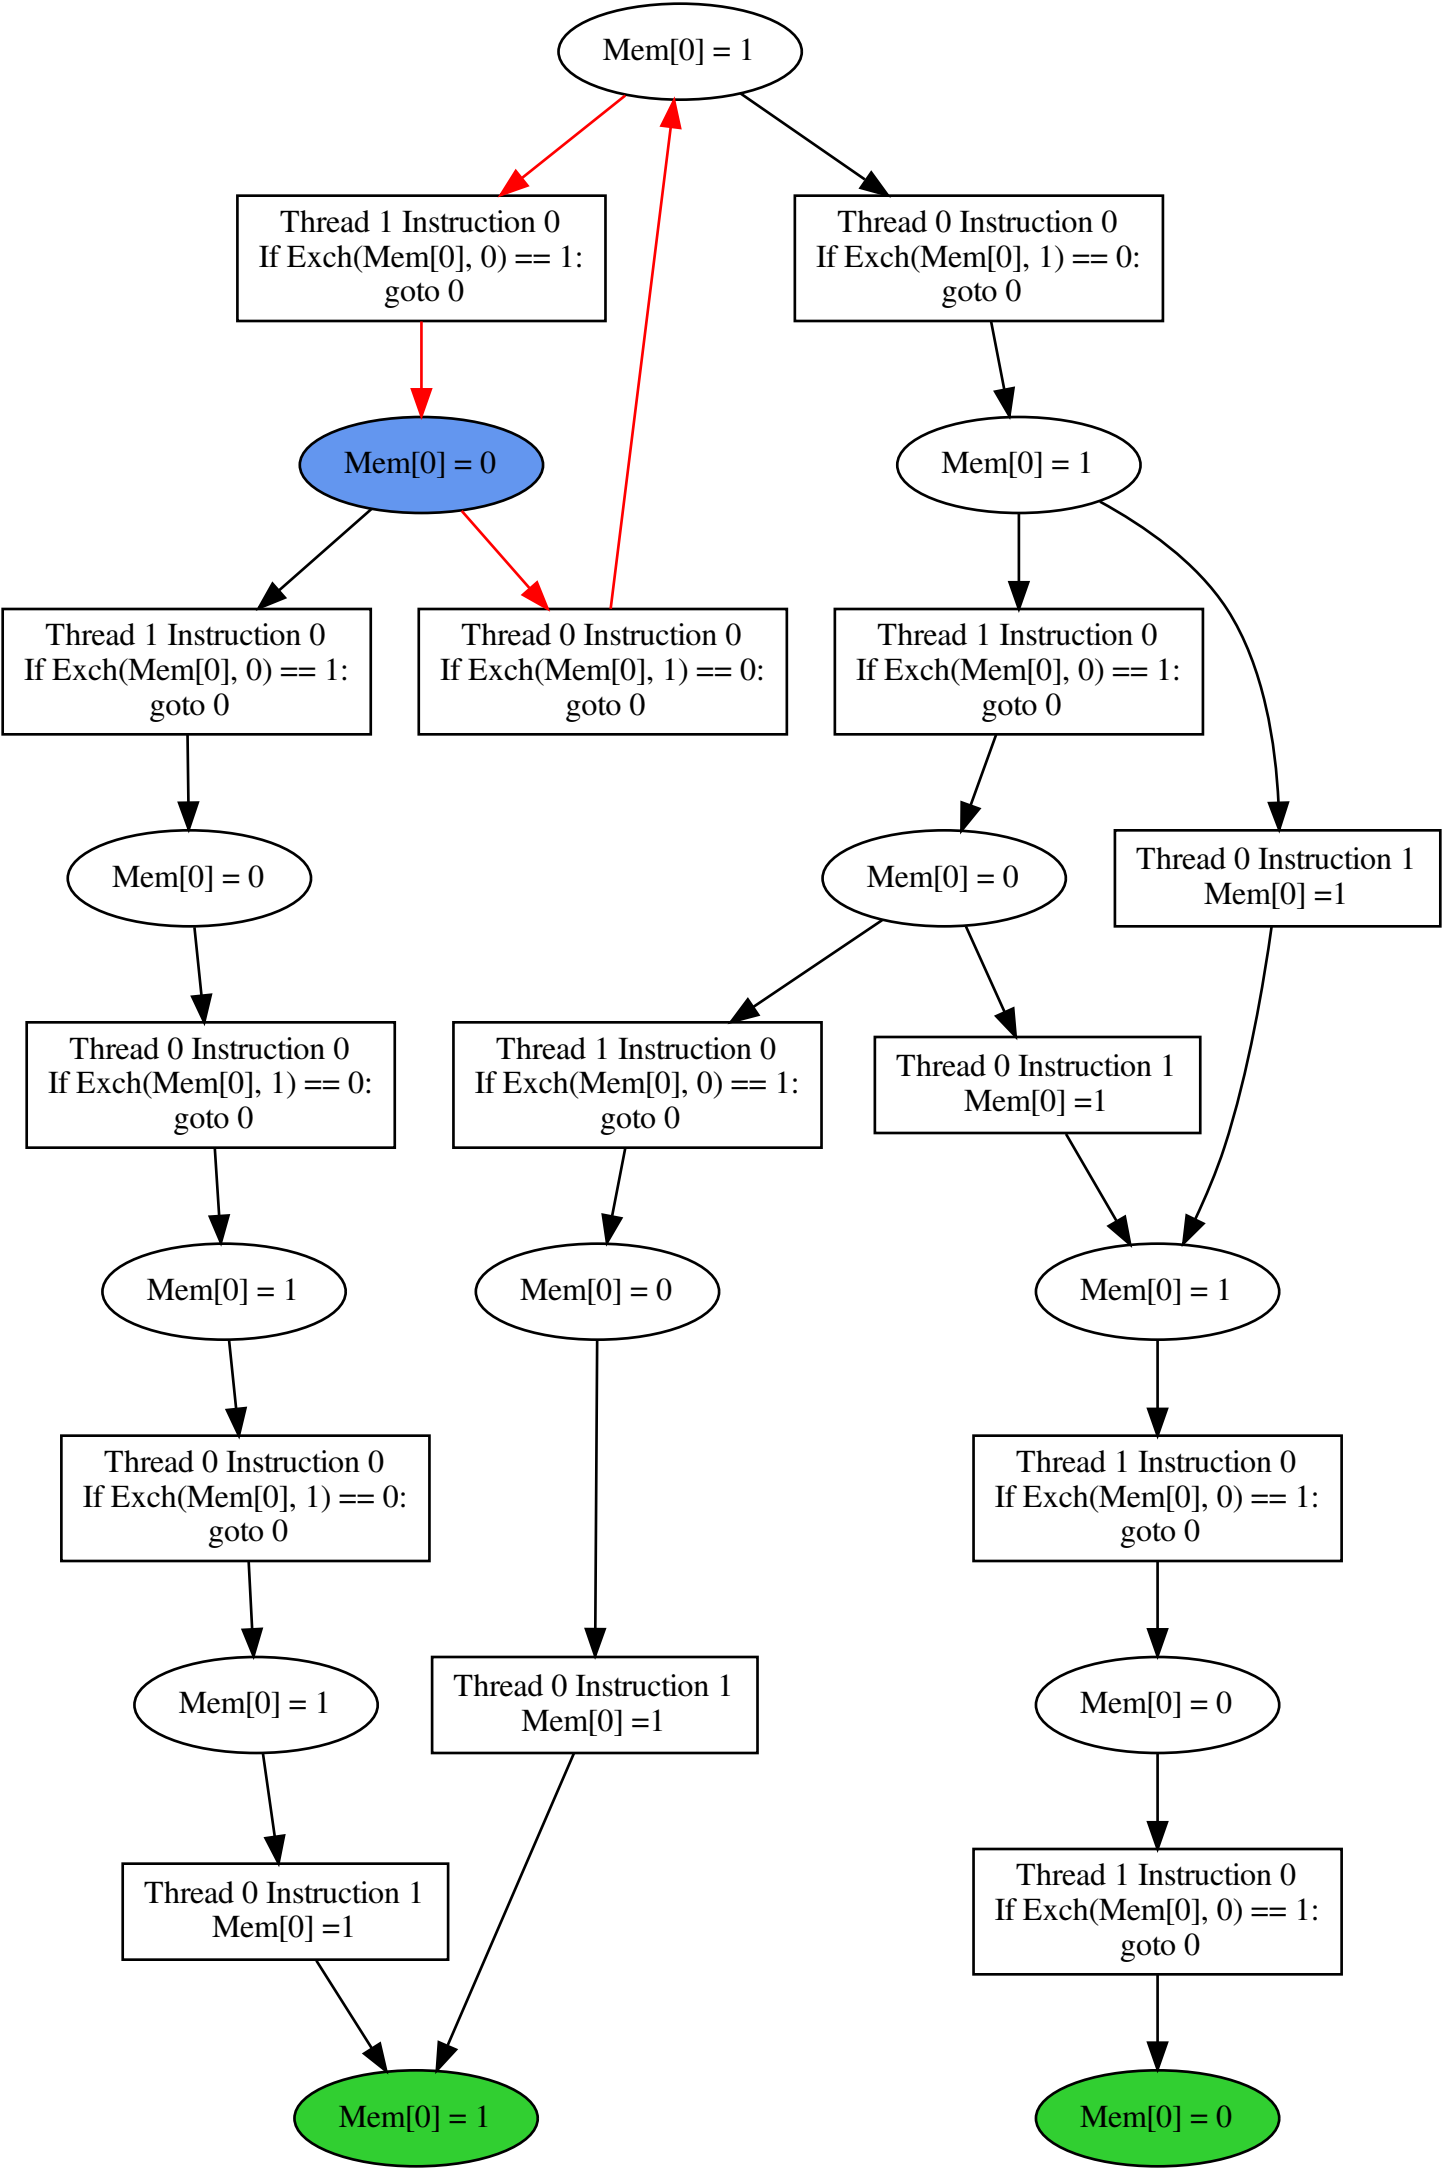 Mem[0] = 1
Thread 1 Instruction 0
If Exch(Mem[0], 0) == 1:
goto 0
Thread 0 Instruction 0
If Exch(Mem[0], 1) == 0:
goto 0
Mem[0] = 0
Mem[0] = 1
Thread 1 Instruction 0
If Exch(Mem[0], 0) == 1:
goto 0
Thread 0 Instruction 0
If Exch(Mem[0], 1) == 0:
goto 0
Thread 1 Instruction 0
If Exch(Mem[0], 0) == 1:
goto 0
Mem[0] = 0
Mem[0] = 0
Thread 0 Instruction 1
Mem[0] =1
Thread 0 Instruction 0
If Exch(Mem[0], 1) == 0:
goto 0
Thread 1 Instruction 0
If Exch(Mem[0], 0) == 1:
goto 0
Thread 0 Instruction 1
Mem[0] =1
Mem[0] = 1
Mem[0] = 0
Mem[0] = 1
Thread 0 Instruction 0
If Exch(Mem[0], 1) == 0:
goto 0
Thread 1 Instruction 0
If Exch(Mem[0], 0) == 1:
goto 0
Mem[0] = 1
Thread 0 Instruction 1
Mem[0] =1
Mem[0] = 0
Thread 0 Instruction 1
Mem[0] =1
Thread 1 Instruction 0
If Exch(Mem[0], 0) == 1:
goto 0
Mem[0] = 1
Mem[0] = 0